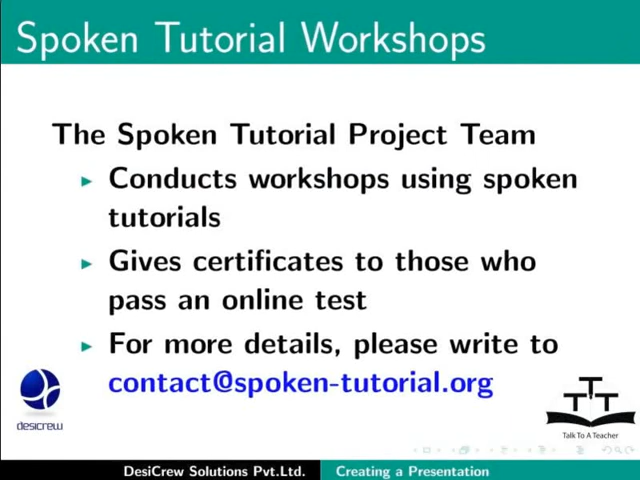 Spoken Tutorial Workshops
The Spoken Tutorial Project Team
Conducts workshops using spoken
tutorials
Gives certificates to those who
pass an online test
For more details, please write to
contact@spoken-tutorial.org
desicrew
TTT
Talk To A Teacher
DesiCrew Solutions Pvt.Ltd.
Creating a Presentation